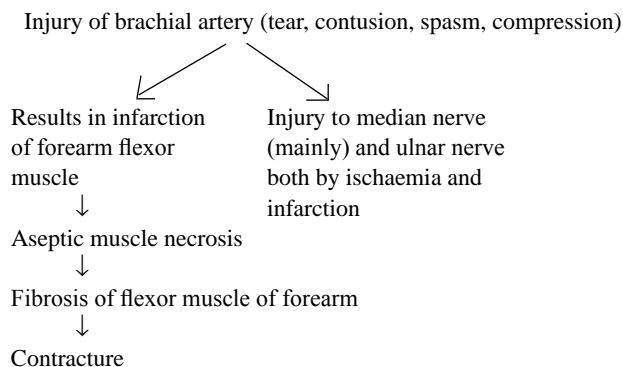 Injury of brachial artery (tear, contusion, spasm, compression)
Results in infarction
of forearm flexor
muscle
Injury to median nerve
(mainly) and ulnar nerve
both by ischaemia and
infarction
Aseptic muscle necrosis
Fibrosis of flexor muscle of forearm
Contracture